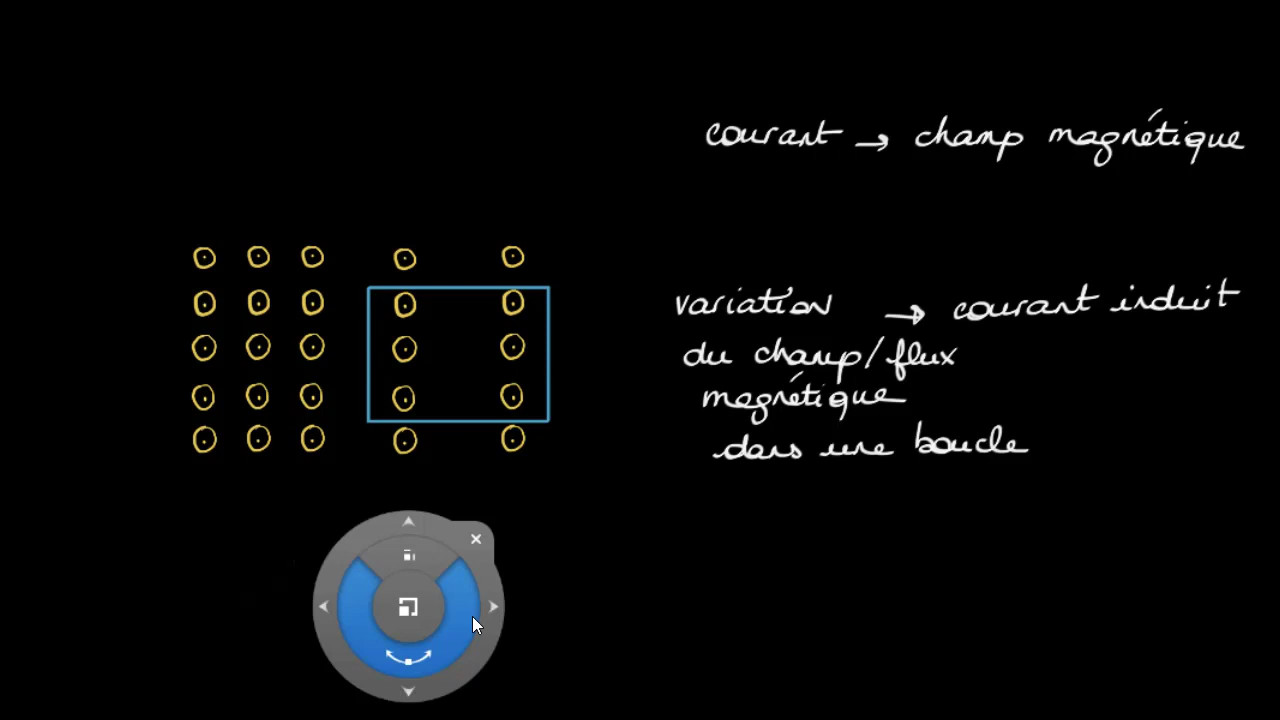 courant → champ magnétique
variation → courant induit
du champ/flux
magnétique
dans une boucle